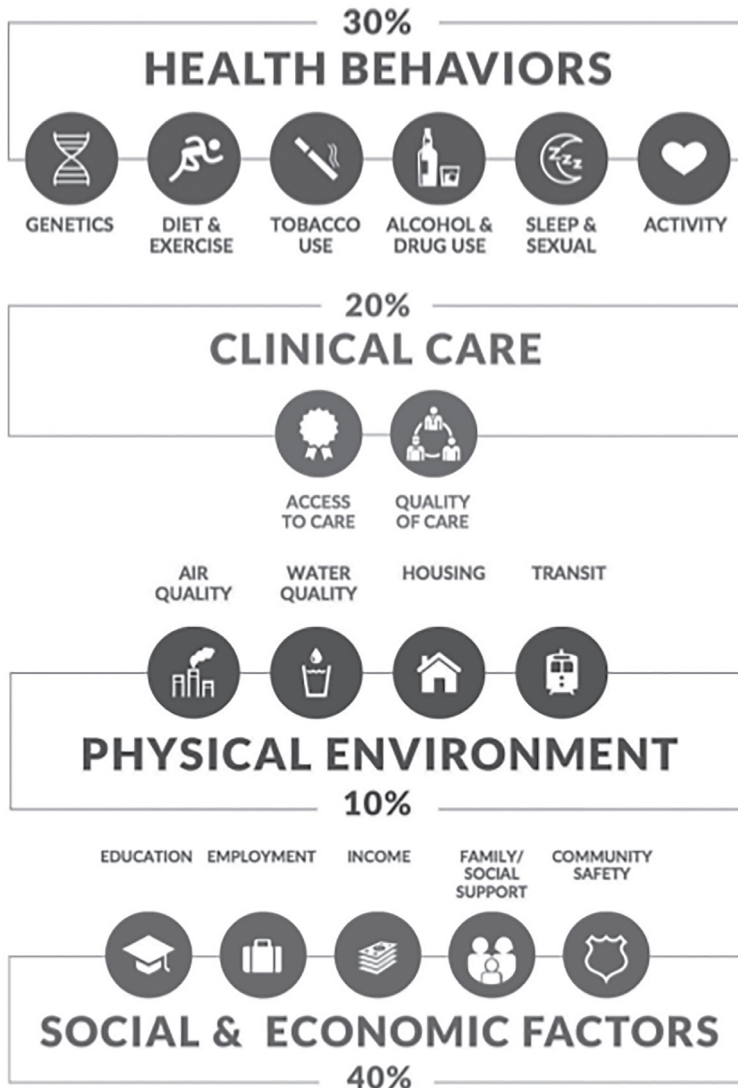 30%
HEALTH BEHAVIORS
GENETICS
DIET &
EXERCISE
TOBACCO
USE
ALCOHOL &
DRUG USE
SLEEP &
SEXUAL
ACTIVITY
20%
CLINICAL CARE
ACCESS
TO CARE
QUALITY
OF CARE
AIR
QUALITY
WATER
QUALITY
HOUSING
TRANSIT
PHYSICAL ENVIRONMENT
10%
EDUCATION
EMPLOYMENT
INCOME
FAMILY/
SOCIAL
SUPPORT
COMMUNITY
SAFETY
SOCIAL & ECONOMIC FACTORS
40%